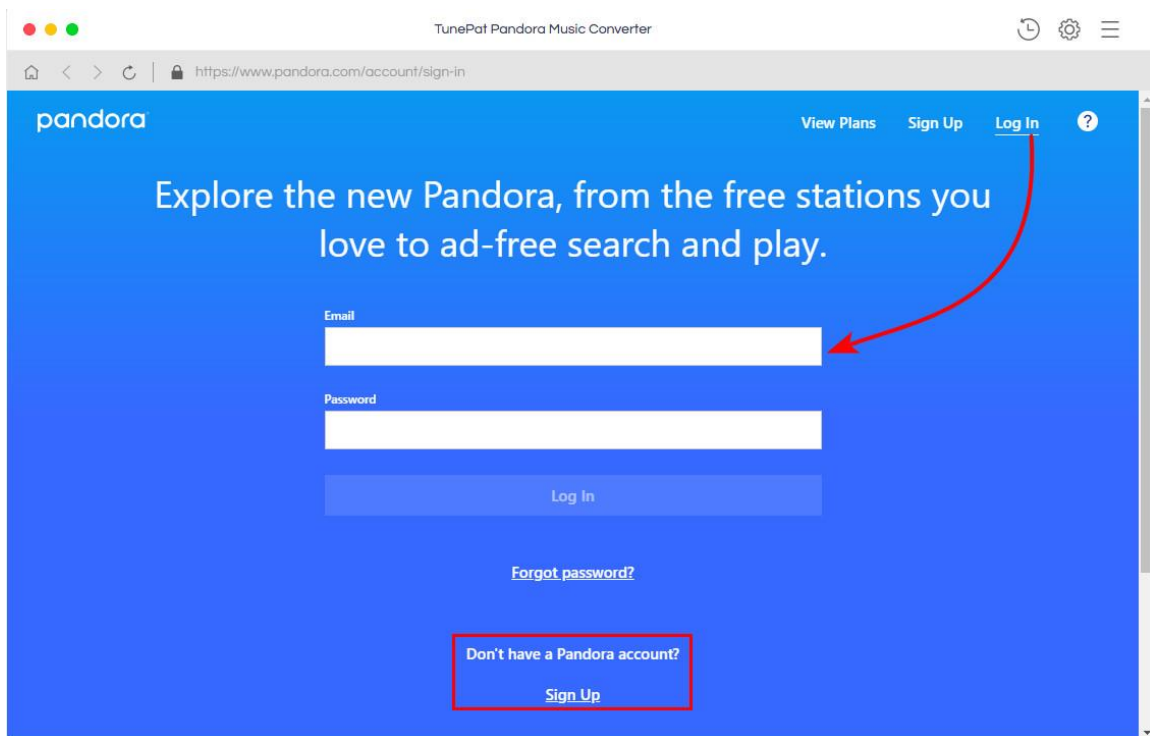 TunePat Pandora Music Converter
https://www.pandora.com/account/sign-in
pandora
View Plans Sign Up Log In ?
Explore the new Pandora, from the free stations you
love to ad-free search and play.
Email
Password
Log In
Forgot password?
Don't have a Pandora account?
Sign Up